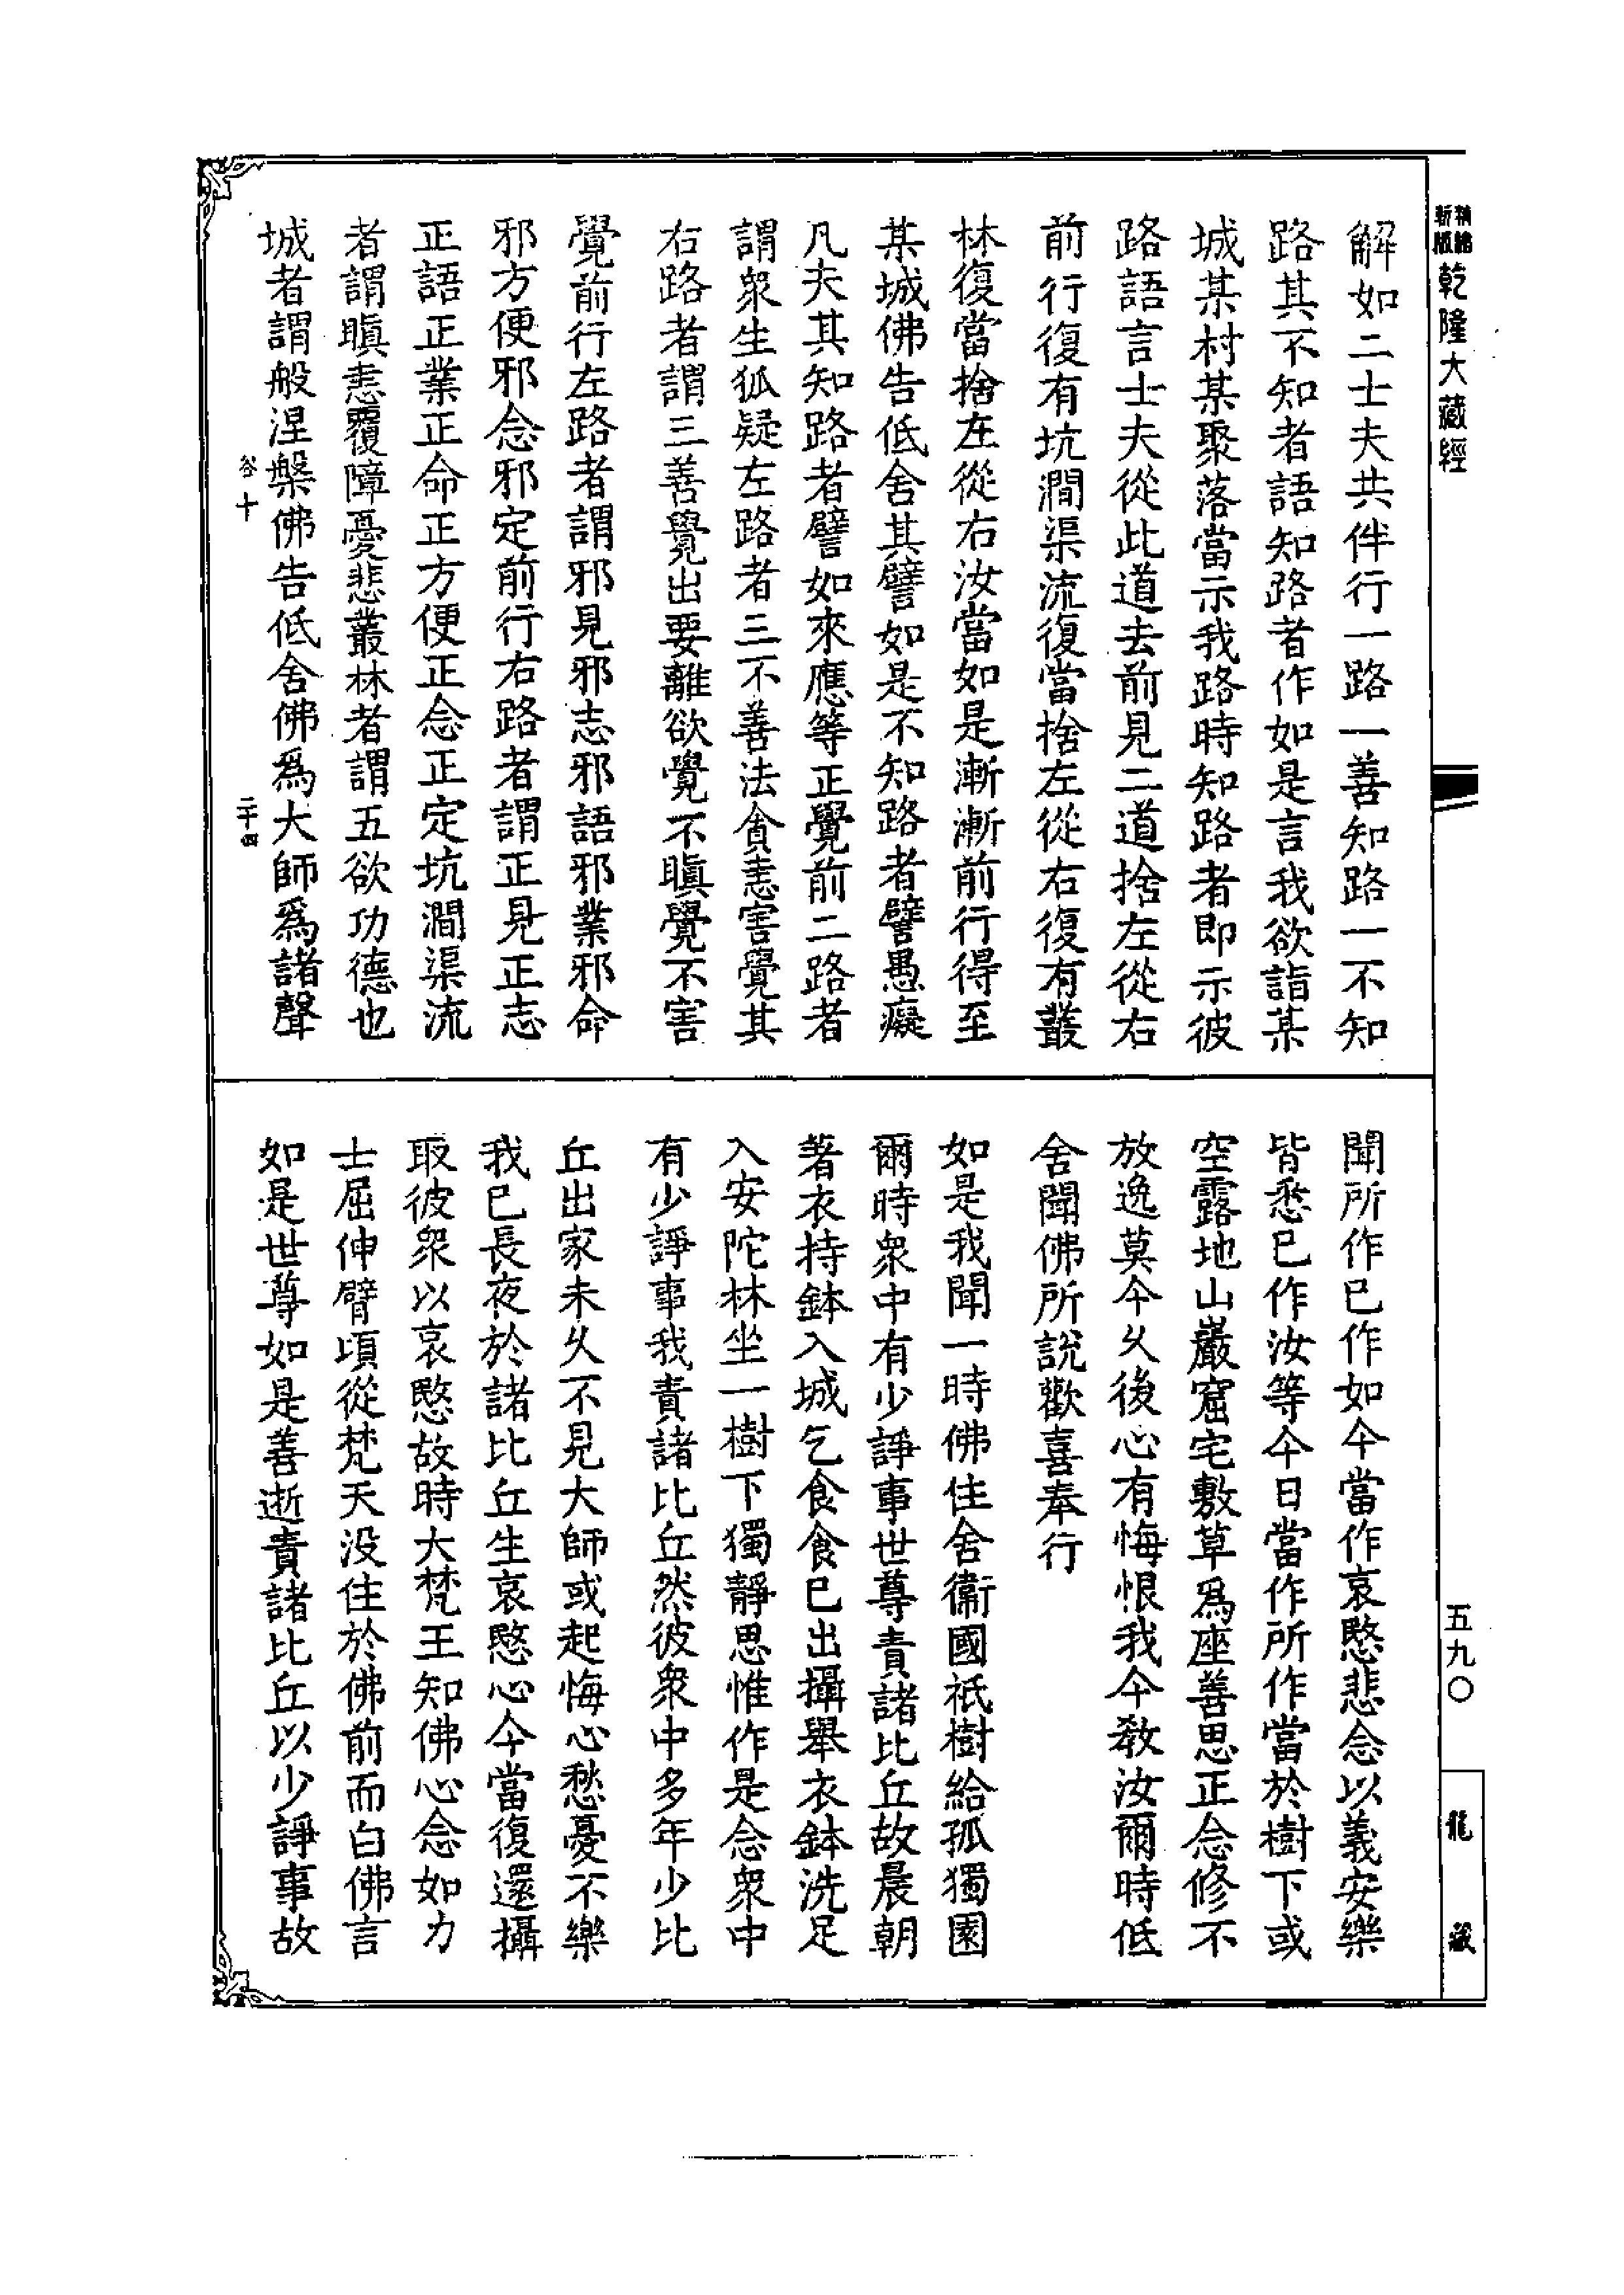 精繕
新版
乾隆大藏經
解如二士夫共伴行一路一善知路一不知
路其不知者語知路者作如是言我欲詣某
城某村某聚落當示我路時知路者即示彼
路語言士夫從此道去前見二道捨左從右
前行復有坑澗渠流復當捨左從右復有叢
林復當捨左從右汝當如是漸漸前行得至
某城佛告低舍其譬如是不知路者譬愚癡
凡夫其知路者譬如來應等正覺前二路者
謂衆生狐疑左路者三不善法貪恚害覺其
右路者謂三善覺出要離欲覺不瞋覺不害
覺前行左路者謂邪見邪志邪語邪業邪命
邪方便邪念邪定前行右路者謂正見正志
正語正業正命正方便正念正定坑澗渠流
者謂瞋恚覆障憂悲叢林者謂五欲功德也
城者謂般涅槃佛告低舍佛爲大師爲諸聲
卷十
二十四
聞所作已作如今當作哀愍悲念以義安樂
皆悉已作汝等今日當作所作當於樹下或
空露地山巖窟宅敷草爲座善思正念修不
放逸莫今久後心有悔恨我今教汝爾時低
舍聞佛所說歡喜奉行
如是我聞一時佛住舍衞國祇樹給孤獨園
爾時衆中有少諍事世尊責諸比丘故晨朝
著衣持鉢入城乞食食已出攝舉衣鉢洗足
入安陀林坐一樹下獨靜思惟作是念衆中
有少諍事我責諸比丘然彼衆中多年少比
丘出家未久不見大師或起悔心愁憂不樂
我已長夜於諸比丘生哀愍心今當復還攝
取彼衆以哀愍故時大梵王知佛心念如力
士屈伸臂頃從梵天没住於佛前而白佛言
如是世尊如是善逝責諸比丘以少諍事故
五九〇
龍藏